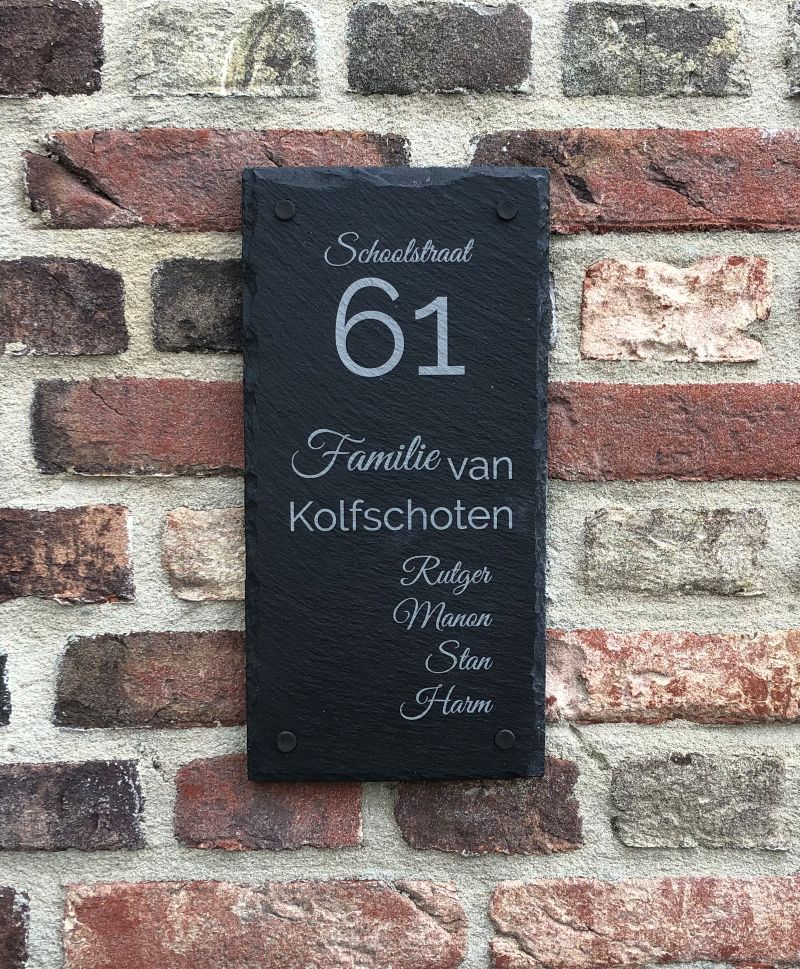 Schoolstraat
61
Familie van
Kolfschoten
Rutger
Manon
Stan
Harm